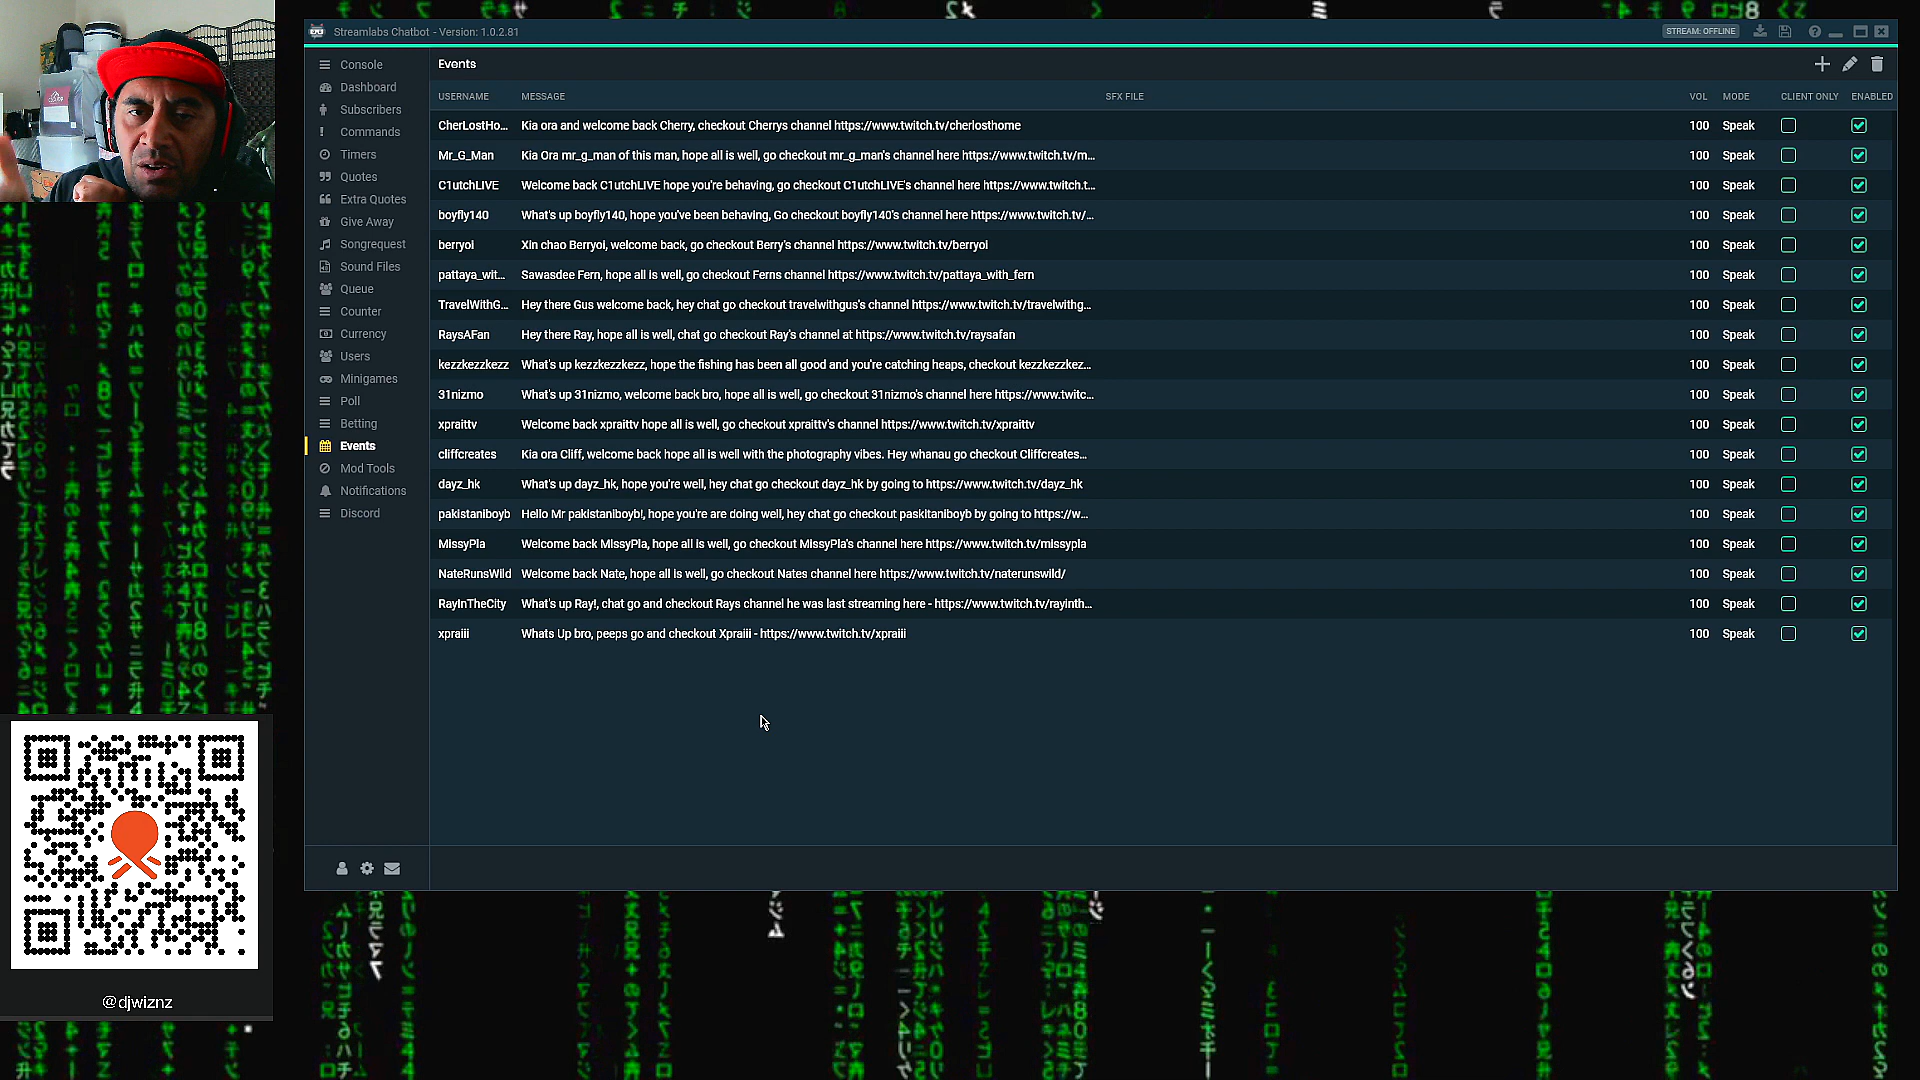 Streamlabs Chatbot - Version: 1.0.2.81
STREAM: OFFLINE
Console
Dashboard
Subscribers
Commands
Timers
Quotes
Extra Quotes
Give Away
Songrequest
Sound Files
Queue
Counter
Currency
Users
Minigames
Poll
Betting
Events
Mod Tools
Notifications
Discord
Events
USERNAME MESSAGE SFX FILE VOL MODE CLIENT ONLY ENABLED
CherLostHo... Kia ora and welcome back Cherry, checkout Cherrys channel https://www.twitch.tv/cherlosthome 100 Speak
Mr_G_Man Kia Ora mr_g_man of this man, hope all is well, go checkout mr_g_man's channel here https://www.twitch.tv/m... 100 Speak
C1utchLIVE Welcome back C1utchLIVE hope you're behaving, go checkout C1utchLIVE's channel here https://www.twitch.t... 100 Speak
boyfly140 What's up boyfly140, hope you've been behaving, Go checkout boyfly140's channel here https://www.twitch.tv/... 100 Speak
berryoi Xin chao Berryoi, welcome back, go checkout Berry's channel https://www.twitch.tv/berryoi 100 Speak
pattaya_wit... Sawasdee Fern, hope all is well, go checkout Ferns channel https://www.twitch.tv/pattaya_with_fern 100 Speak
TravelWithG... Hey there Gus welcome back, hey chat go checkout travelwithgus's channel https://www.twitch.tv/travelwithg... 100 Speak
RaysAFan Hey there Ray, hope all is well, chat go checkout Ray's channel at https://www.twitch.tv/raysafan 100 Speak
kezzkezzkezz What's up kezzkezzkezz, hope the fishing has been all good and you're catching heaps, checkout kezzkezzkez... 100 Speak
31nizmo What's up 31nizmo, welcome back bro, hope all is well, go checkout 31nizmo's channel here https://www.twitc... 100 Speak
xpraittv Welcome back xpraittv hope all is well, go checkout xpraittv's channel https://www.twitch.tv/xpraittv 100 Speak
cliffcreates Kia ora Cliff, welcome back hope all is well with the photography vibes. Hey whanau go checkout Cliffcreates... 100 Speak
dayz_hk What's up dayz_hk, hope you're well, hey chat go checkout dayz_hk by going to https://www.twitch.tv/dayz_hk 100 Speak
pakistaniboyb Hello Mr pakistaniboyb!, hope you're are doing well, hey chat go checkout paskitaniboyb by going to https://w... 100 Speak
MissyPla Welcome back MissyPla, hope all is well, go checkout MissyPla's channel here https://www.twitch.tv/missypla 100 Speak
NateRunsWild Welcome back Nate, hope all is well, go checkout Nates channel here https://www.twitch.tv/naterunswild/ 100 Speak
RayInTheCity What's up Ray!, chat go and checkout Rays channel he was last streaming here - https://www.twitch.tv/rayinth... 100 Speak
xpraiii Whats Up bro, peeps go and checkout Xpraiii - https://www.twitch.tv/xpraiii 100 Speak
@djwiznz